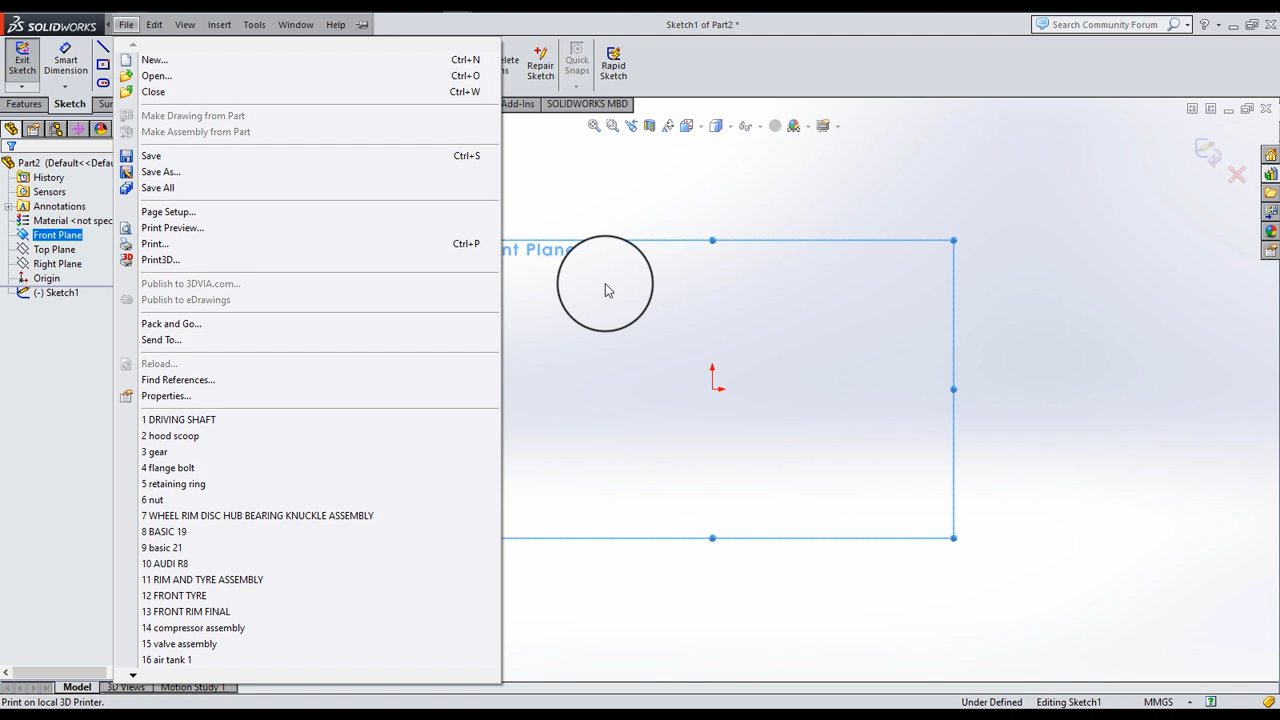 SOLIDWORKS File Edit View Insert Tools Window Help Sketch1 of Part2 * Search Community Forum
Exit Sketch
Smart Dimension
Repair Sketch
Quick Snaps
Rapid Sketch
Features Sketch Add-Ins SOLIDWORKS MBD
New... Ctrl+N
Open... Ctrl+O
Close Ctrl+W
Make Drawing from Part
Make Assembly from Part
Save Ctrl+S
Save As...
Save All
Page Setup...
Print Preview...
Print... Ctrl+P
Print3D...
Publish to 3DVIA.com...
Publish to eDrawings
Pack and Go...
Send To...
Reload...
Find References...
Properties...
1 DRIVING SHAFT
2 hood scoop
3 gear
4 flange bolt
5 retaining ring
6 nut
7 WHEEL RIM DISC HUB BEARING KNUCKLE ASSEMBLY
8 BASIC 19
9 basic 21
10 AUDI R8
11 RIM AND TYRE ASSEMBLY
12 FRONT TYRE
13 FRONT RIM FINAL
14 compressor assembly
15 valve assembly
16 air tank 1
Part2 (Default<<Defa
History
Sensors
Annotations
Material <not spec
Front Plane
Top Plane
Right Plane
Origin
(-) Sketch1
nt Plane
Model 3D Views Motion Study 1
Print on local 3D Printer. Under Defined Editing Sketch1 MMGS